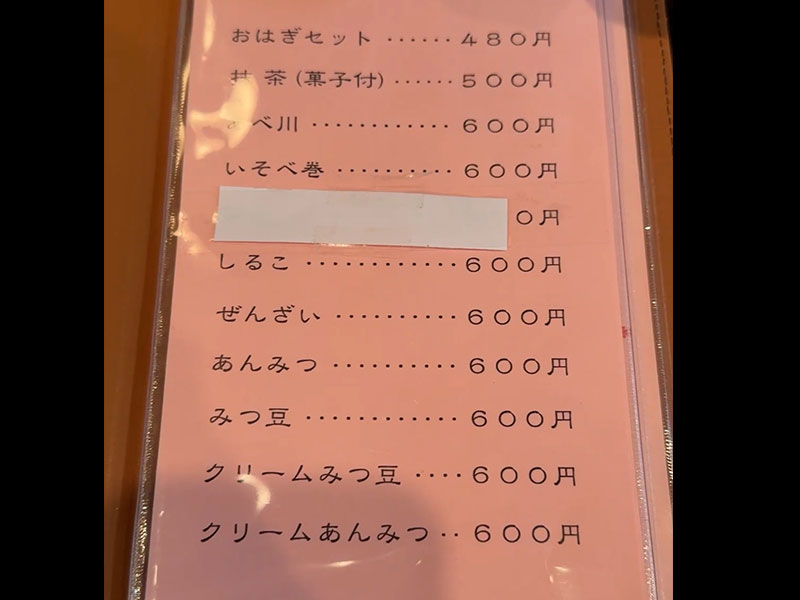 おはぎセット ・・・・・・ 480円
抹茶 (菓子付) ・・・・・・ 500円
べ川 ・・・・・・・・・・・・ 600円
いそべ巻 ・・・・・・・・・・ 600円
0円
しるこ ・・・・・・・・・・・・・ 600円
ぜんざい ・・・・・・・・・・・ 600円
あんみつ ・・・・・・・・・・・ 600円
みつ豆 ・・・・・・・・・・・・・ 600円
クリームみつ豆 ・・・・ 600円
クリームあんみつ ・・ 600円